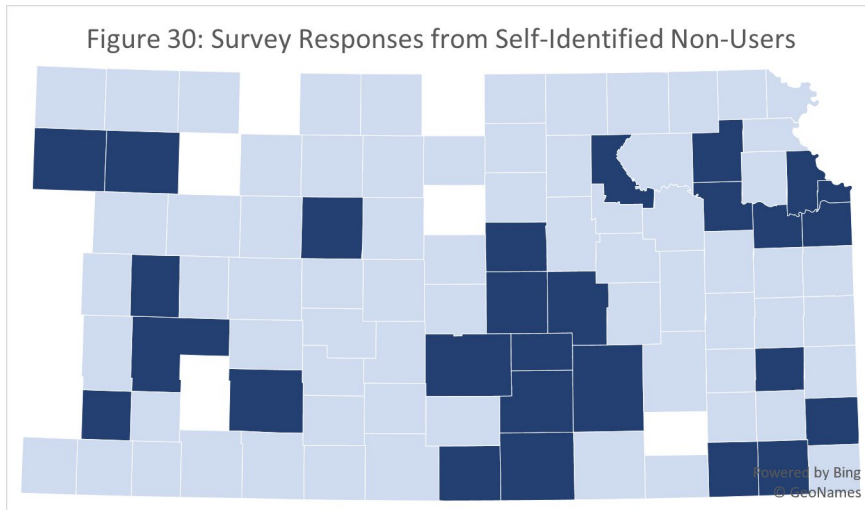 Figure 30: Survey Responses from Self-Identified Non-Users
Powered by Bing
© GeoNames